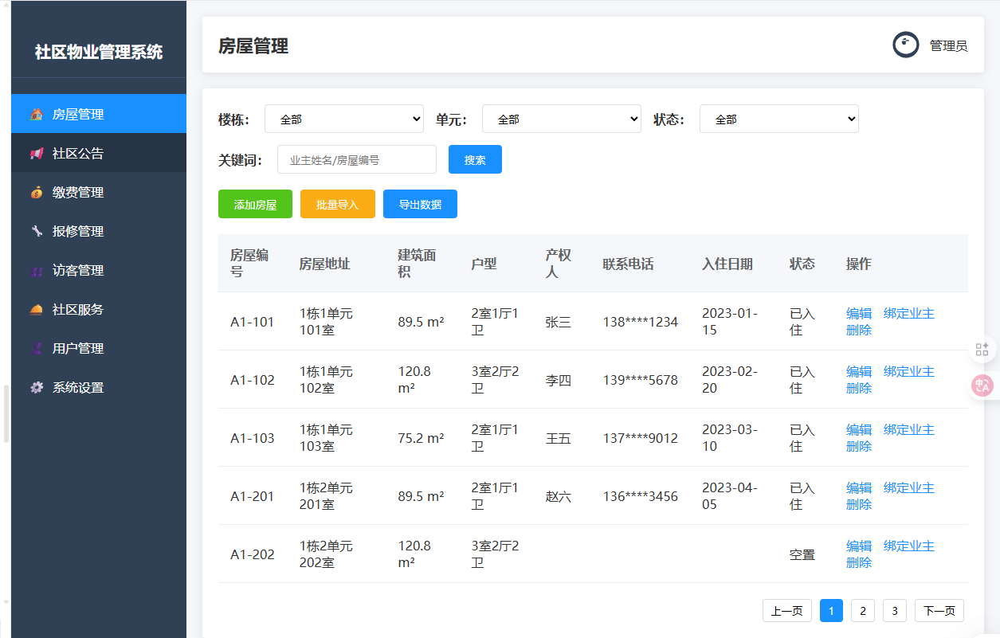 社区物业管理系统
房屋管理
社区公告
缴费管理
报修管理
访客管理
社区服务
用户管理
系统设置
房屋管理
管理员
楼栋： 全部 单元： 全部 状态： 全部
关键词： 业主姓名/房屋编号 搜索
添加房屋 批量导入 导出数据
房屋编号 房屋地址 建筑面积 户型 产权人 联系电话 入住日期 状态 操作
A1-101 1栋1单元101室 89.5 m² 2室1厅1卫 张三 138****1234 2023-01-15 已入住 编辑 绑定业主 删除
A1-102 1栋1单元102室 120.8 m² 3室2厅2卫 李四 139****5678 2023-02-20 已入住 编辑 绑定业主 删除
A1-103 1栋1单元103室 75.2 m² 2室1厅1卫 王五 137****9012 2023-03-10 已入住 编辑 绑定业主 删除
A1-201 1栋2单元201室 89.5 m² 2室1厅1卫 赵六 136****3456 2023-04-05 已入住 编辑 绑定业主 删除
A1-202 1栋2单元202室 120.8 m² 3室2厅2卫 空置 编辑 绑定业主 删除
上一页 1 2 3 下一页